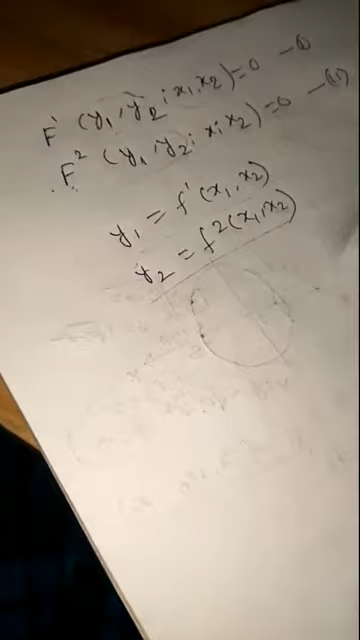 F¹ (y₁, y₂; x₁, x₂) = 0 – (i)
F² (y₁, y₂; x₁, x₂) = 0 – (ii)
y₁ = f¹ (x₁, x₂)
y₂ = f² (x₁, x₂)